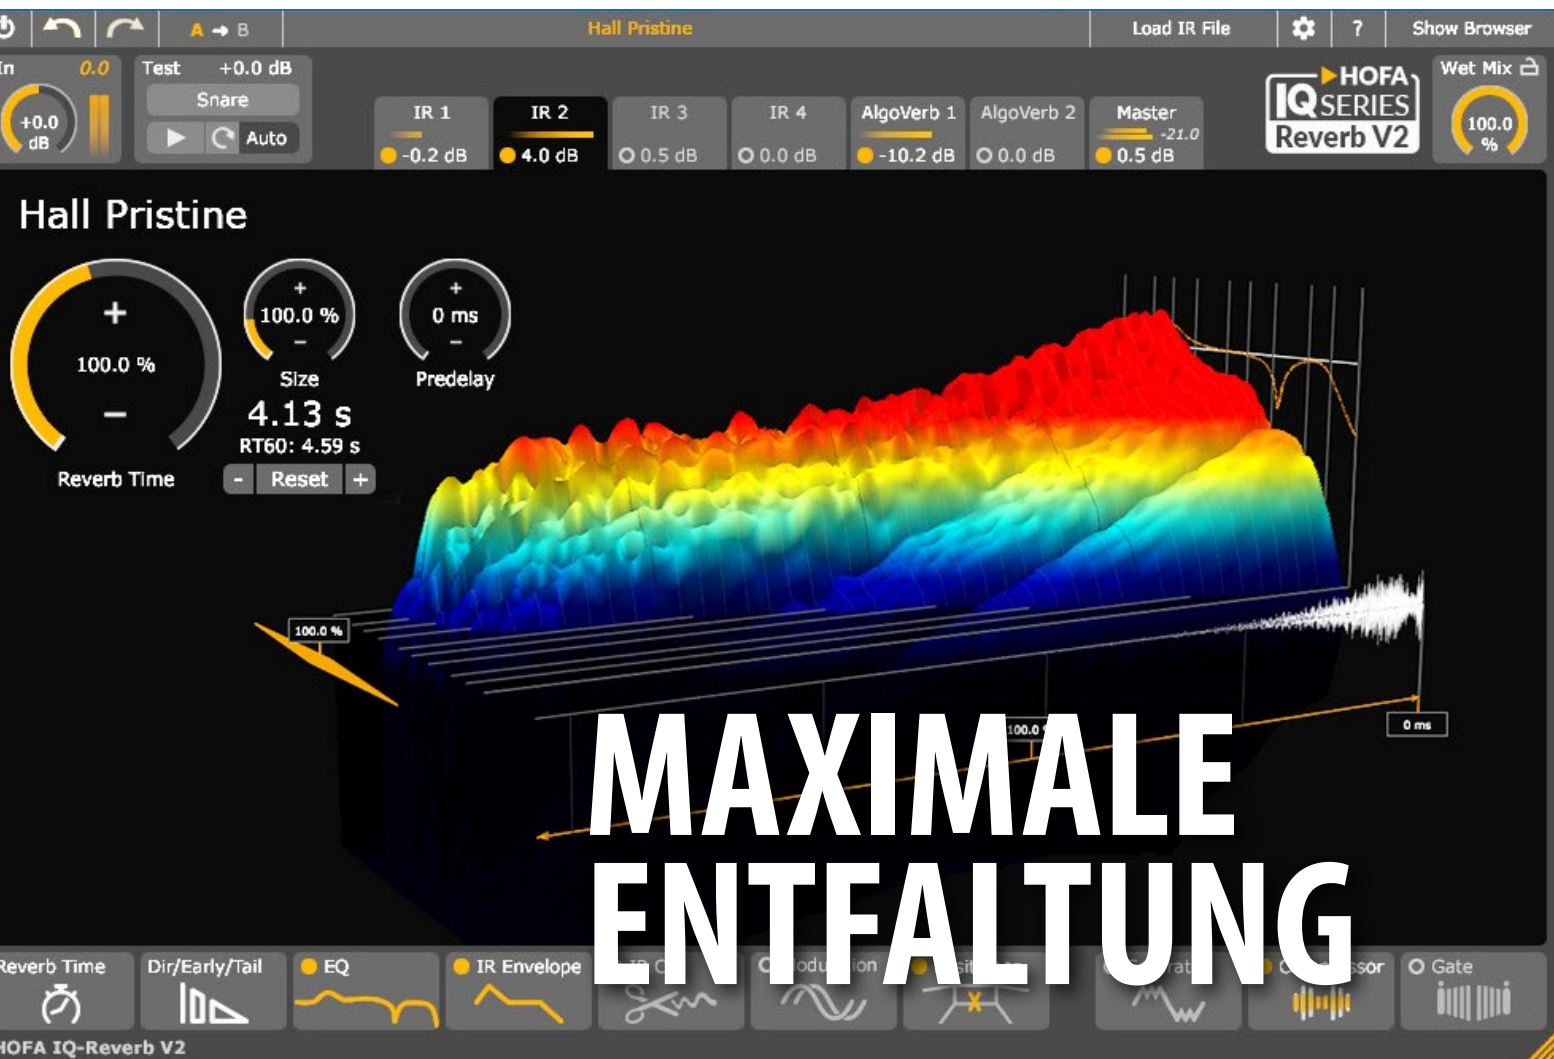 A → B
Hall Pristine
Load IR File
?
Show Browser
In 0.0
+0.0
dB
Test +0.0 dB
Snare
Auto
IR 1
-0.2 dB
IR 2
4.0 dB
IR 3
0.5 dB
IR 4
0.0 dB
AlgoVerb 1
-10.2 dB
AlgoVerb 2
0.0 dB
Master
-21.0
0.5 dB
HOFA
IQ SERIES
Reverb V2
Wet Mix
100.0
%
Hall Pristine
+
100.0 %
−
Reverb Time
+
100.0 %
−
Size
+
0 ms
−
Predelay
4.13 s
RT60: 4.59 s
- Reset +
100.0 %
100.0
0 ms
MAXIMALE
ENTFALTUNG
Reverb Time
Dir/Early/Tail
EQ
IR Envelope
Gate
HOFA IQ-Reverb V2